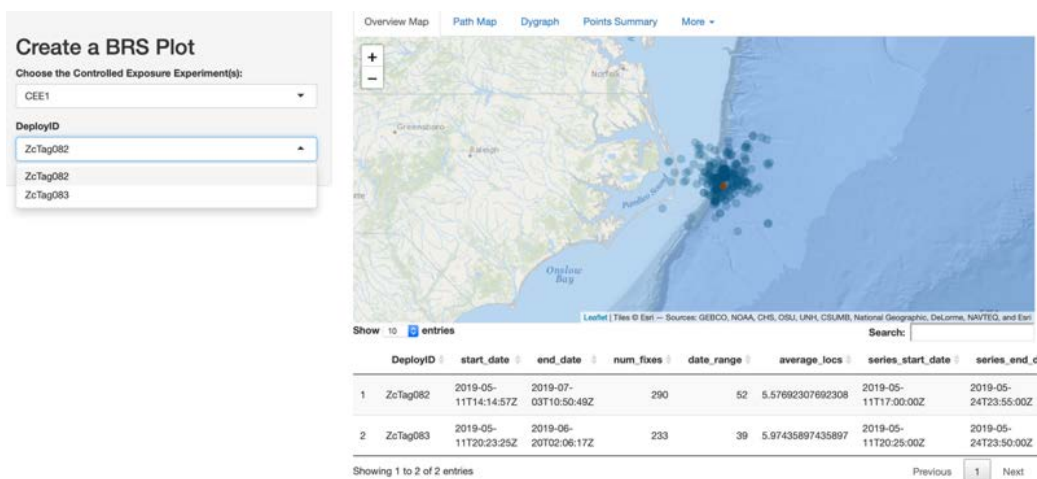 Create a BRS Plot
Choose the Controlled Exposure Experiment(s):
CEE1
DeployID
ZcTag082
ZcTag082
ZcTag083
Overview Map Path Map Dygraph Points Summary More
+
−
Norfolk
Greensboro
Raleigh
Pamlico Sound
Onslow
Bay
Leaflet | Tiles © Esri — Sources: GEBCO, NOAA, CHS, OSU, UNH, CSUMB, National Geographic, DeLorme, NAVTEQ, and Esri
Show 10 entries
Search:
DeployID start_date end_date num_fixes date_range average_locs series_start_date series_end_d
1 ZcTag082 2019-05-11T14:14:57Z 2019-07-03T10:50:49Z 290 52 5.57692307692308 2019-05-11T17:00:00Z 2019-05-24T23:55:00Z
2 ZcTag083 2019-05-11T20:23:25Z 2019-06-20T02:06:17Z 233 39 5.97435897435897 2019-05-11T20:25:00Z 2019-05-24T23:50:00Z
Showing 1 to 2 of 2 entries
Previous 1 Next